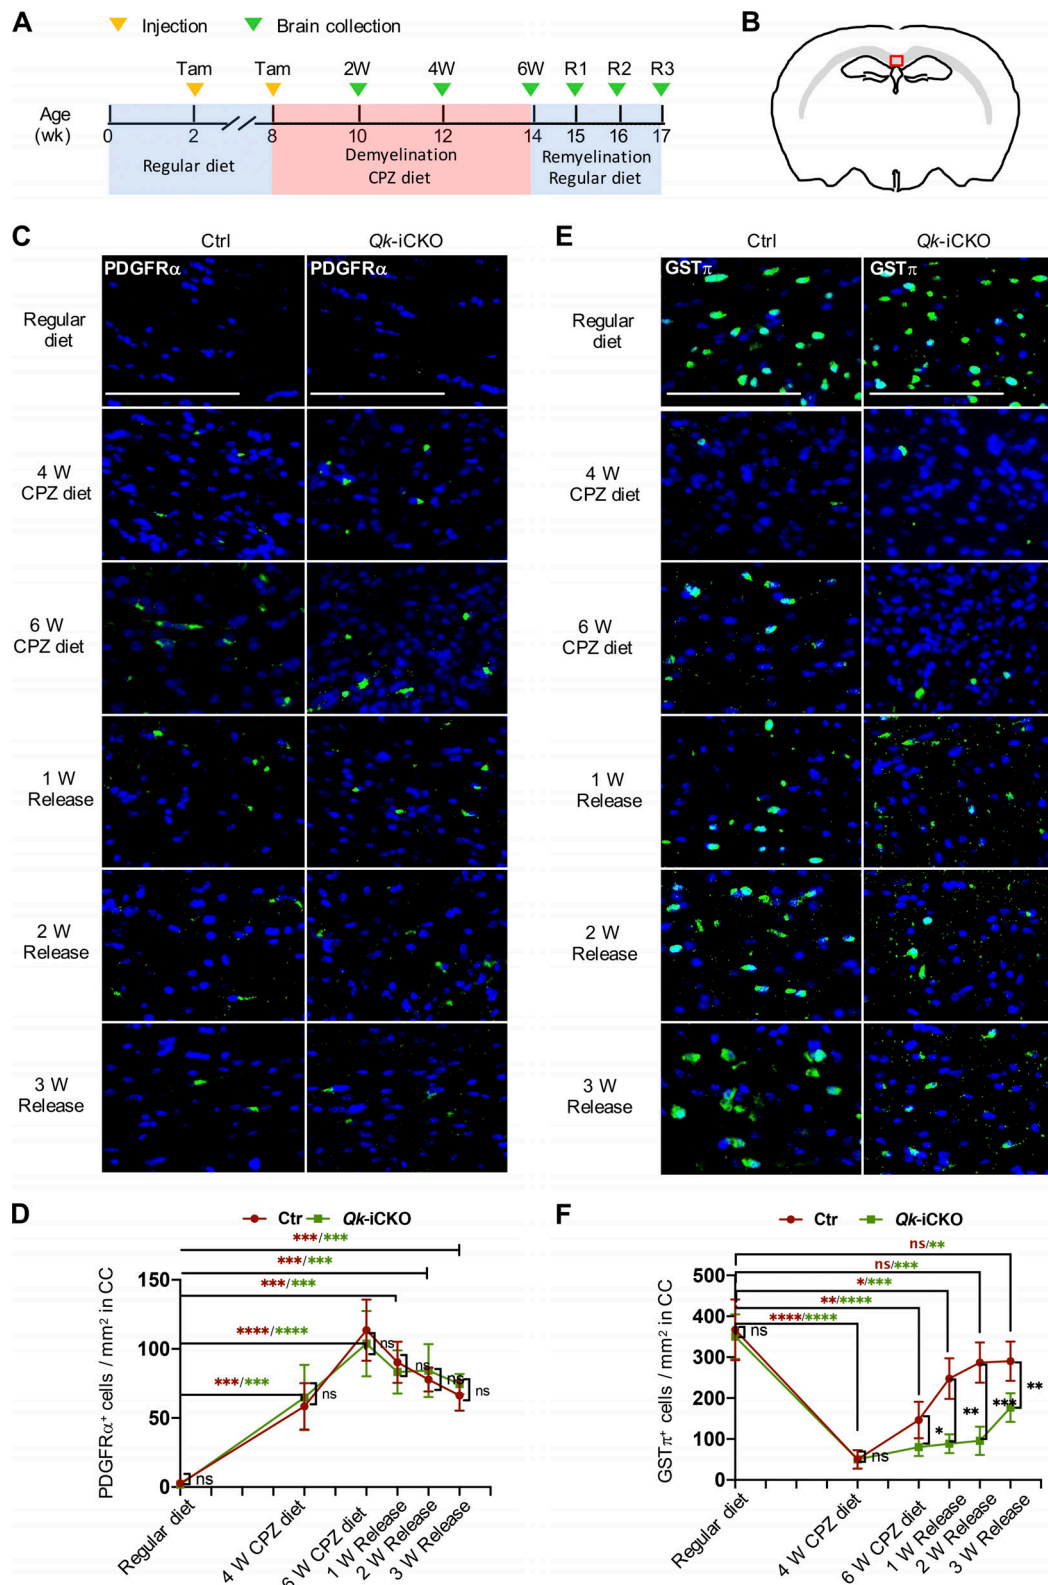 A
Injection
Brain collection
B
Tam
Tam
2W
4W
6W
R1
R2
R3
Age
(wk)
0
2
8
10
12
14
15
16
17
Regular diet
Demyelination
CPZ diet
Remyelination
Regular diet
C
Ctrl
Qk-iCKO
PDGFRα
PDGFRα
Regular
diet
4 W
CPZ diet
6 W
CPZ diet
1 W
Release
2 W
Release
3 W
Release
E
Ctrl
Qk-iCKO
GSTπ
GSTπ
Regular
diet
4 W
CPZ diet
6 W
CPZ diet
1 W
Release
2 W
Release
3 W
Release
D
Ctr
Qk-iCKO
***/***
***/***
***/***
****/****
***/***
ns
ns
ns
ns
ns
ns
150
100
50
0
PDGFRα+ cells / mm2 in CC
Regular diet
4 W CPZ diet
6 W CPZ diet
1 W Release
2 W Release
3 W Release
F
Ctr
Qk-iCKO
ns/**
ns/***
*/***
**/****
****/****
ns
ns
*
**
***
**
500
400
300
200
100
0
GSTπ+ cells / mm2 in CC
Regular diet
4 W CPZ diet
6 W CPZ diet
1 W Release
2 W Release
3 W Release